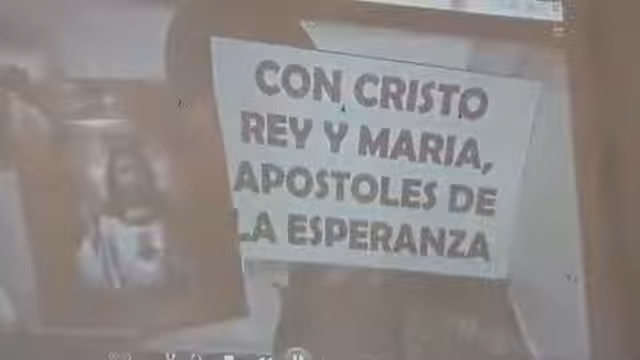 CON CRISTO
REY Y MARIA,
APOSTOLES DE
LA ESPERANZA